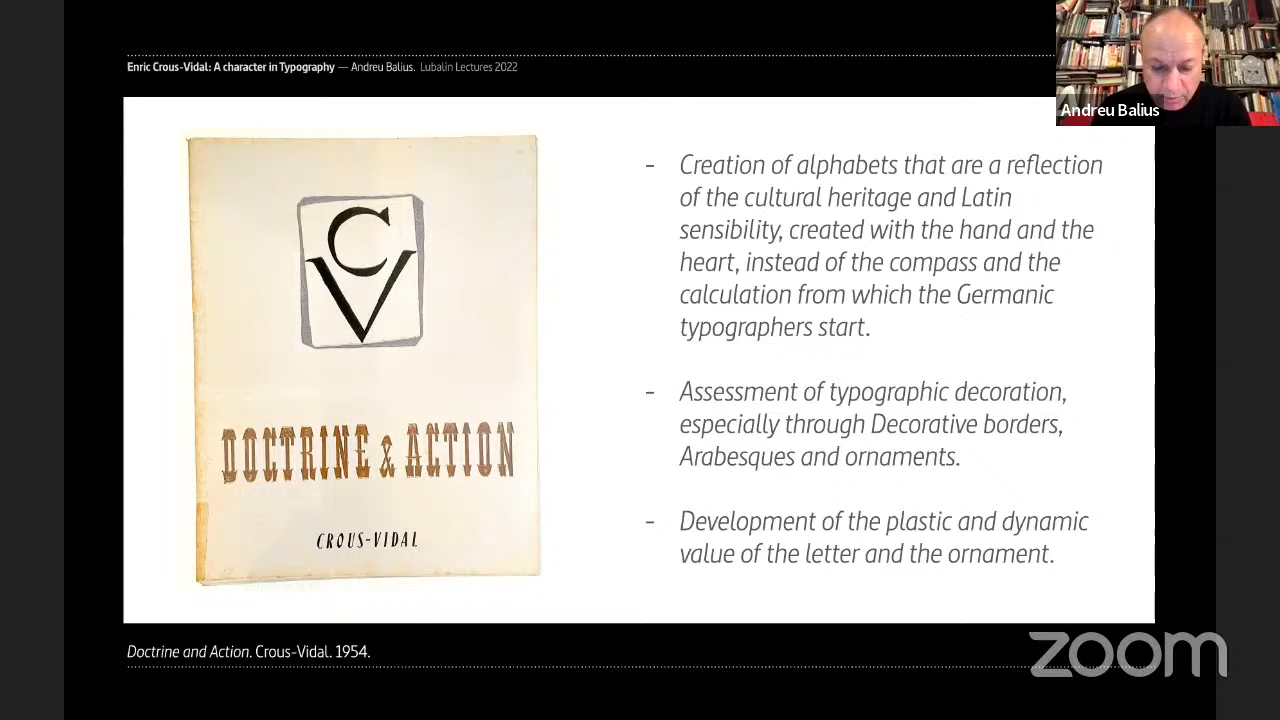 Enric Crous-Vidal: A character in Typography — Andreu Balius. Lubalin Lectures 2022
Andreu Balius
CV
DOCTRINE & ACTION
CROUS-VIDAL
- Creation of alphabets that are a reflection
of the cultural heritage and Latin
sensibility, created with the hand and the
heart, instead of the compass and the
calculation from which the Germanic
typographers start.
- Assessment of typographic decoration,
especially through Decorative borders,
Arabesques and ornaments.
- Development of the plastic and dynamic
value of the letter and the ornament.
Doctrine and Action. Crous-Vidal. 1954.
zoom